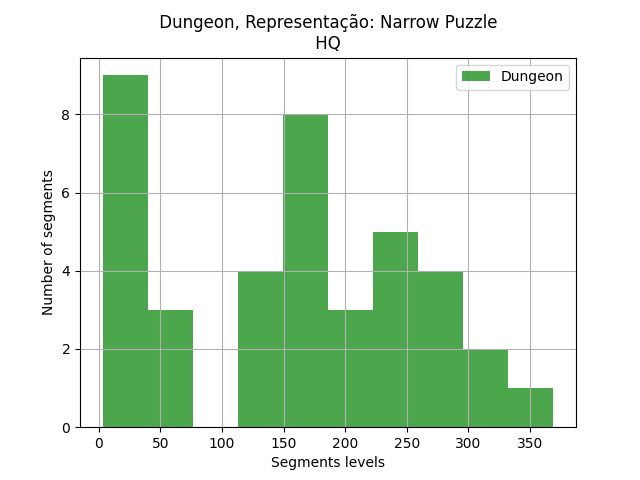 Dungeon, Representação: Narrow Puzzle
HQ
Dungeon
Number of segments
8
6
4
2
0
0 50 100 150 200 250 300 350
Segments levels